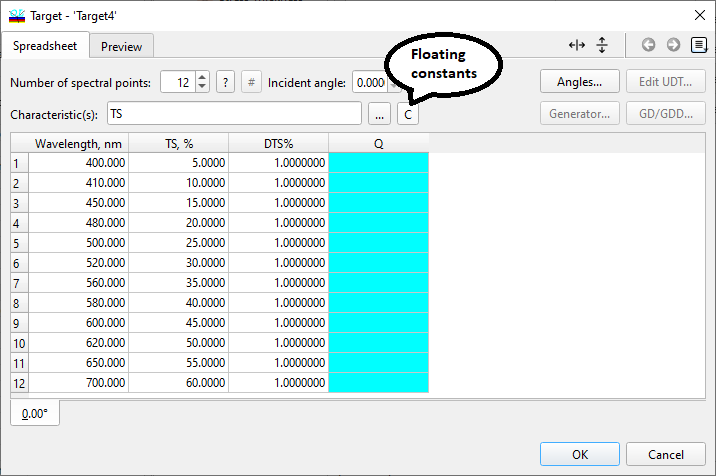 Target - 'Target4'
Spreadsheet Preview
Floating
constants
Number of spectral points: 12 ? # Incident angle: 0.000
Angles... Edit UDT...
Characteristic(s): TS ... C Generator... GD/GDD...
Wavelength, nm TS, % DTS% Q
1 400.000 5.0000 1.0000000
2 410.000 10.0000 1.0000000
3 450.000 15.0000 1.0000000
4 480.000 20.0000 1.0000000
5 500.000 25.0000 1.0000000
6 520.000 30.0000 1.0000000
7 560.000 35.0000 1.0000000
8 580.000 40.0000 1.0000000
9 600.000 45.0000 1.0000000
10 620.000 50.0000 1.0000000
11 650.000 55.0000 1.0000000
12 700.000 60.0000 1.0000000
0.00°
OK Cancel